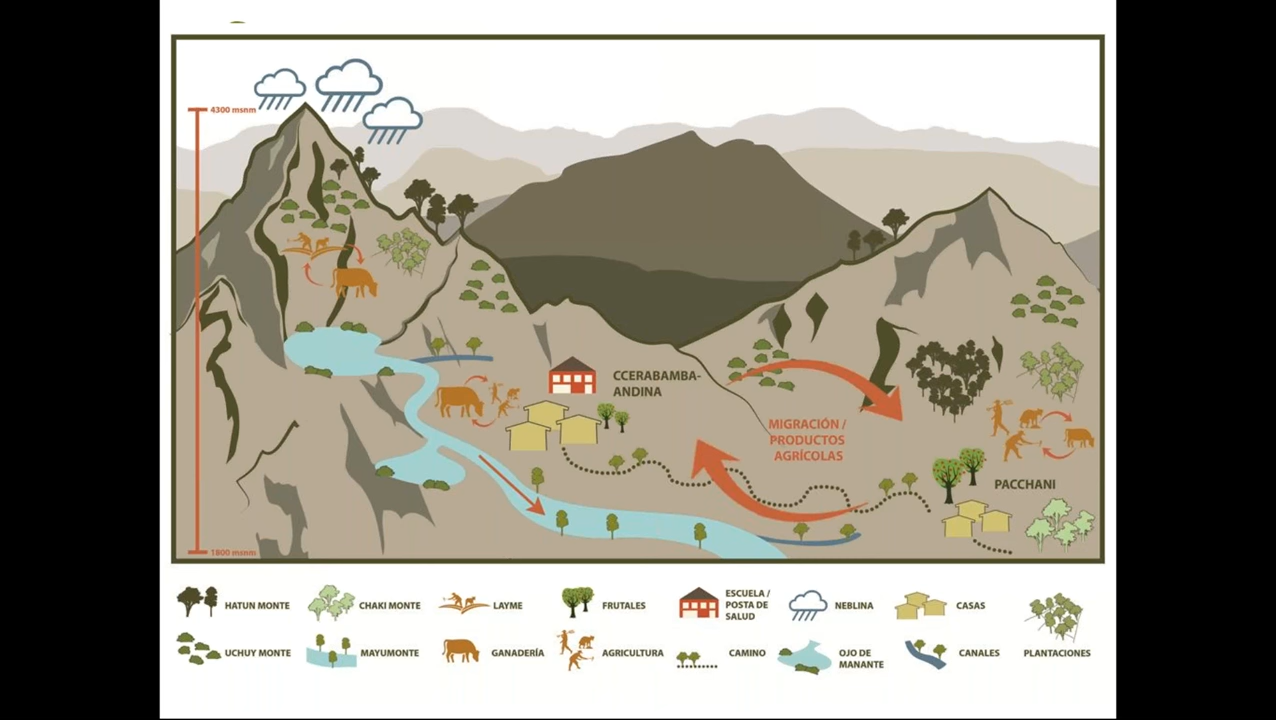 4300 msnm
CCERABAMBA-
ANDINA
MIGRACIÓN /
PRODUCTOS
AGRÍCOLAS
PACCHANI
1800 msnm
HATUN MONTE
CHAKI MONTE
LAYME
FRUTALES
ESCUELA /
POSTA DE
SALUD
NEBLINA
CASAS
UCHUY MONTE
MAYUMONTE
GANADERÍA
AGRICULTURA
CAMINO
OJO DE
MANANTE
CANALES
PLANTACIONES